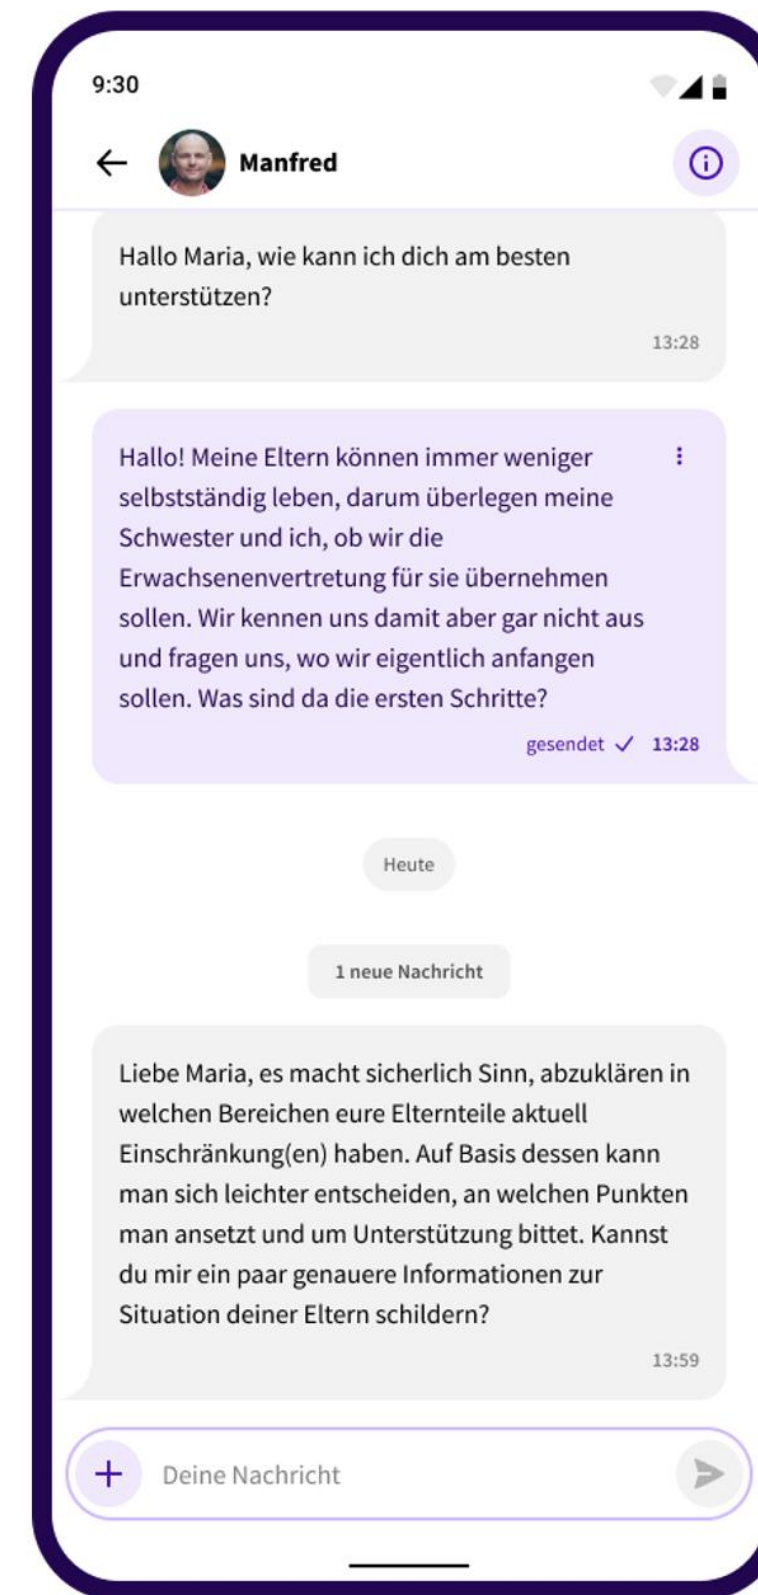 9:30
Manfred
Hallo Maria, wie kann ich dich am besten
unterstützen?
13:28
Hallo! Meine Eltern können immer weniger
selbstständig leben, darum überlegen meine
Schwester und ich, ob wir die
Erwachsenenvertretung für sie übernehmen
sollen. Wir kennen uns damit aber gar nicht aus
und fragen uns, wo wir eigentlich anfangen
sollen. Was sind da die ersten Schritte?
gesendet ✓ 13:28
Heute
1 neue Nachricht
Liebe Maria, es macht sicherlich Sinn, abzuklären in
welchen Bereichen eure Elternteile aktuell
Einschränkung(en) haben. Auf Basis dessen kann
man sich leichter entscheiden, an welchen Punkten
man ansetzt und um Unterstützung bittet. Kannst
du mir ein paar genauere Informationen zur
Situation deiner Eltern schildern?
13:59
Deine Nachricht